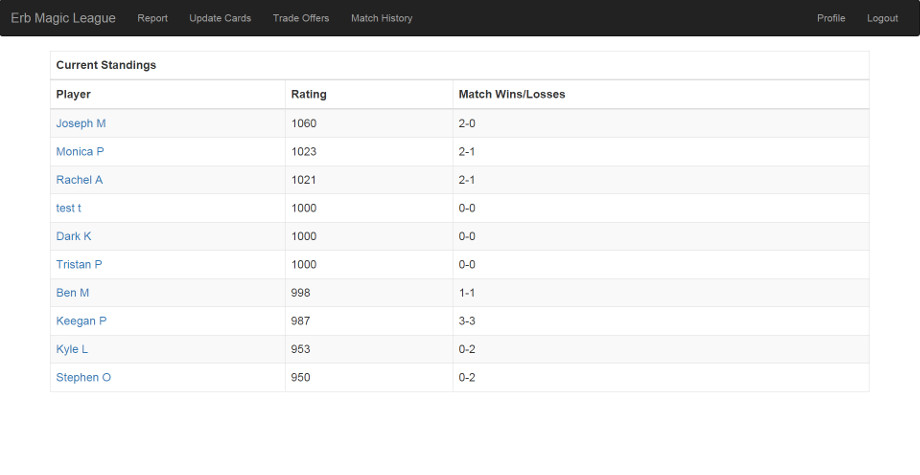 Erb Magic League Report Update Cards Trade Offers Match History Profile Logout
Current Standings
Player Rating Match Wins/Losses
Joseph M 1060 2-0
Monica P 1023 2-1
Rachel A 1021 2-1
test t 1000 0-0
Dark K 1000 0-0
Tristan P 1000 0-0
Ben M 998 1-1
Keegan P 987 3-3
Kyle L 953 0-2
Stephen O 950 0-2